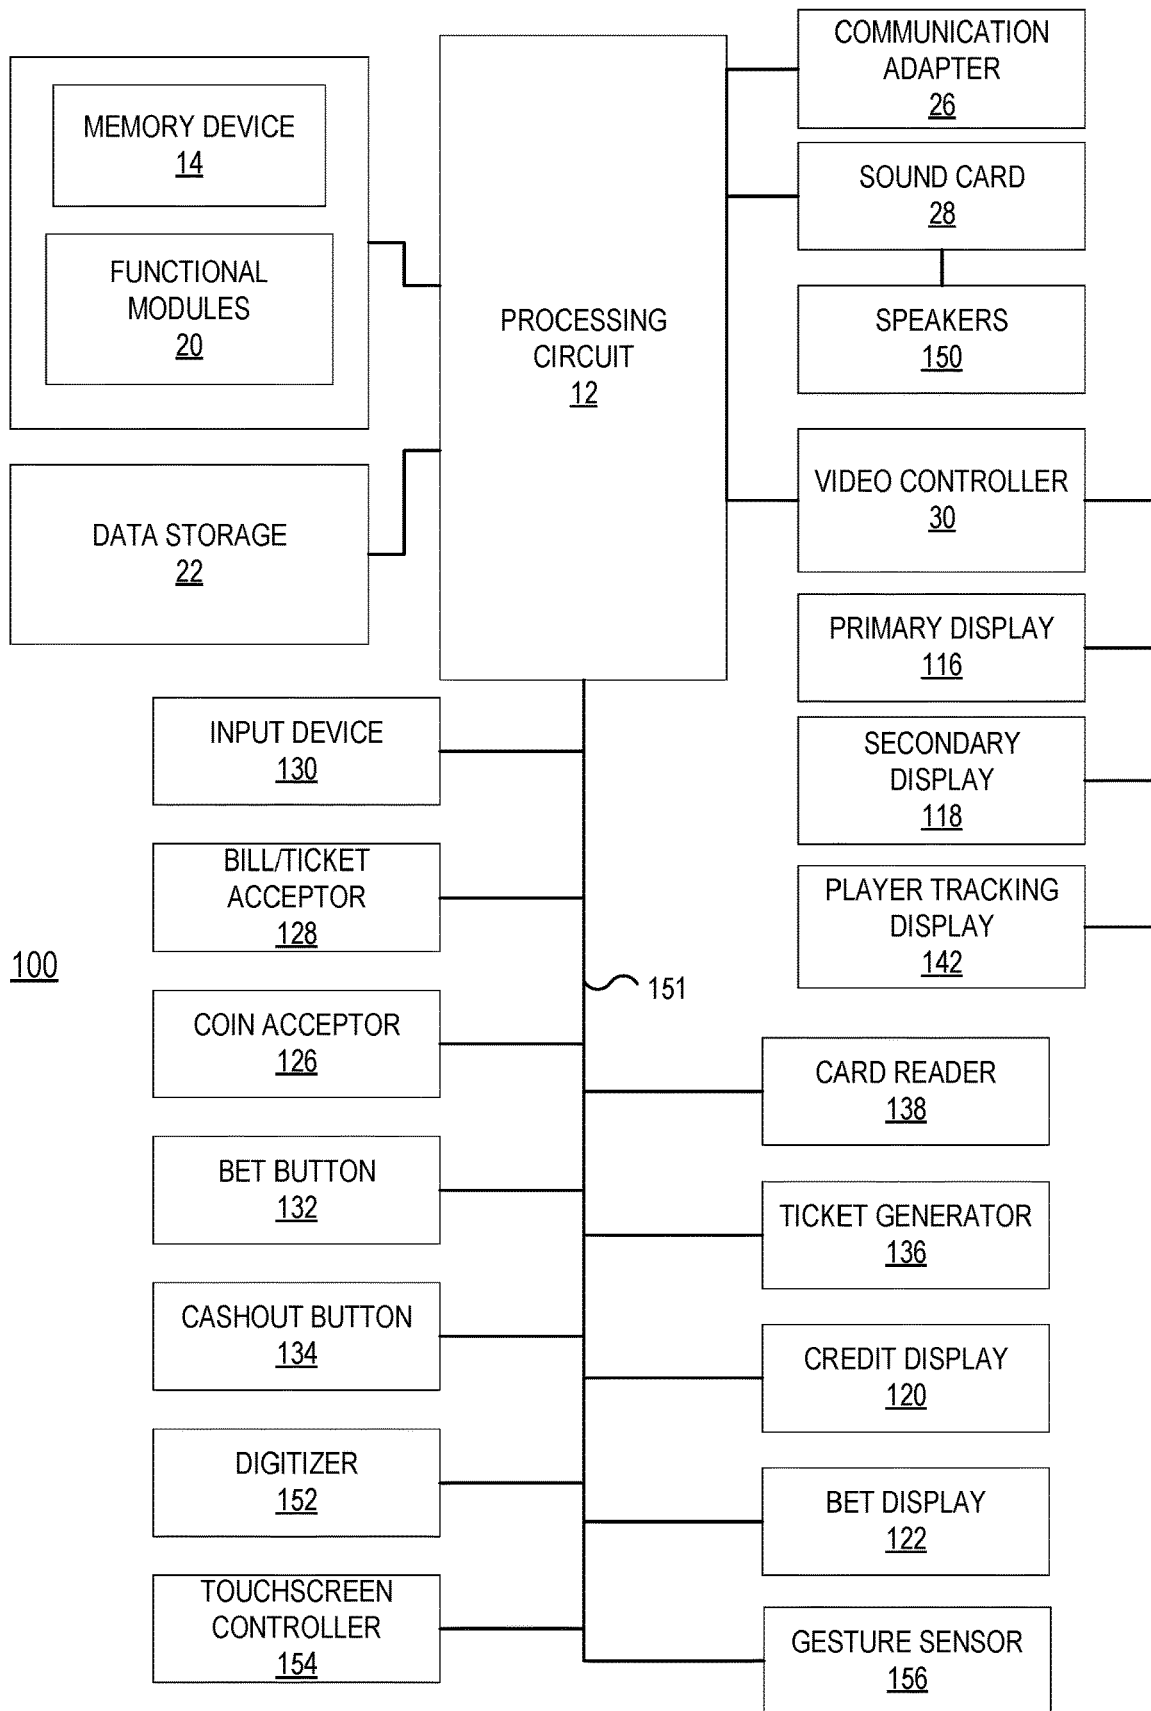 COMMUNICATION
ADAPTER
26
MEMORY DEVICE
14
SOUND CARD
28
FUNCTIONAL
MODULES
20
PROCESSING
CIRCUIT
12
SPEAKERS
150
VIDEO CONTROLLER
30
DATA STORAGE
22
PRIMARY DISPLAY
116
INPUT DEVICE
130
SECONDARY
DISPLAY
118
BILL/TICKET
ACCEPTOR
128
PLAYER TRACKING
DISPLAY
142
100
151
COIN ACCEPTOR
126
CARD READER
138
BET BUTTON
132
TICKET GENERATOR
136
CASHOUT BUTTON
134
CREDIT DISPLAY
120
DIGITIZER
152
BET DISPLAY
122
TOUCHSCREEN
CONTROLLER
154
GESTURE SENSOR
156